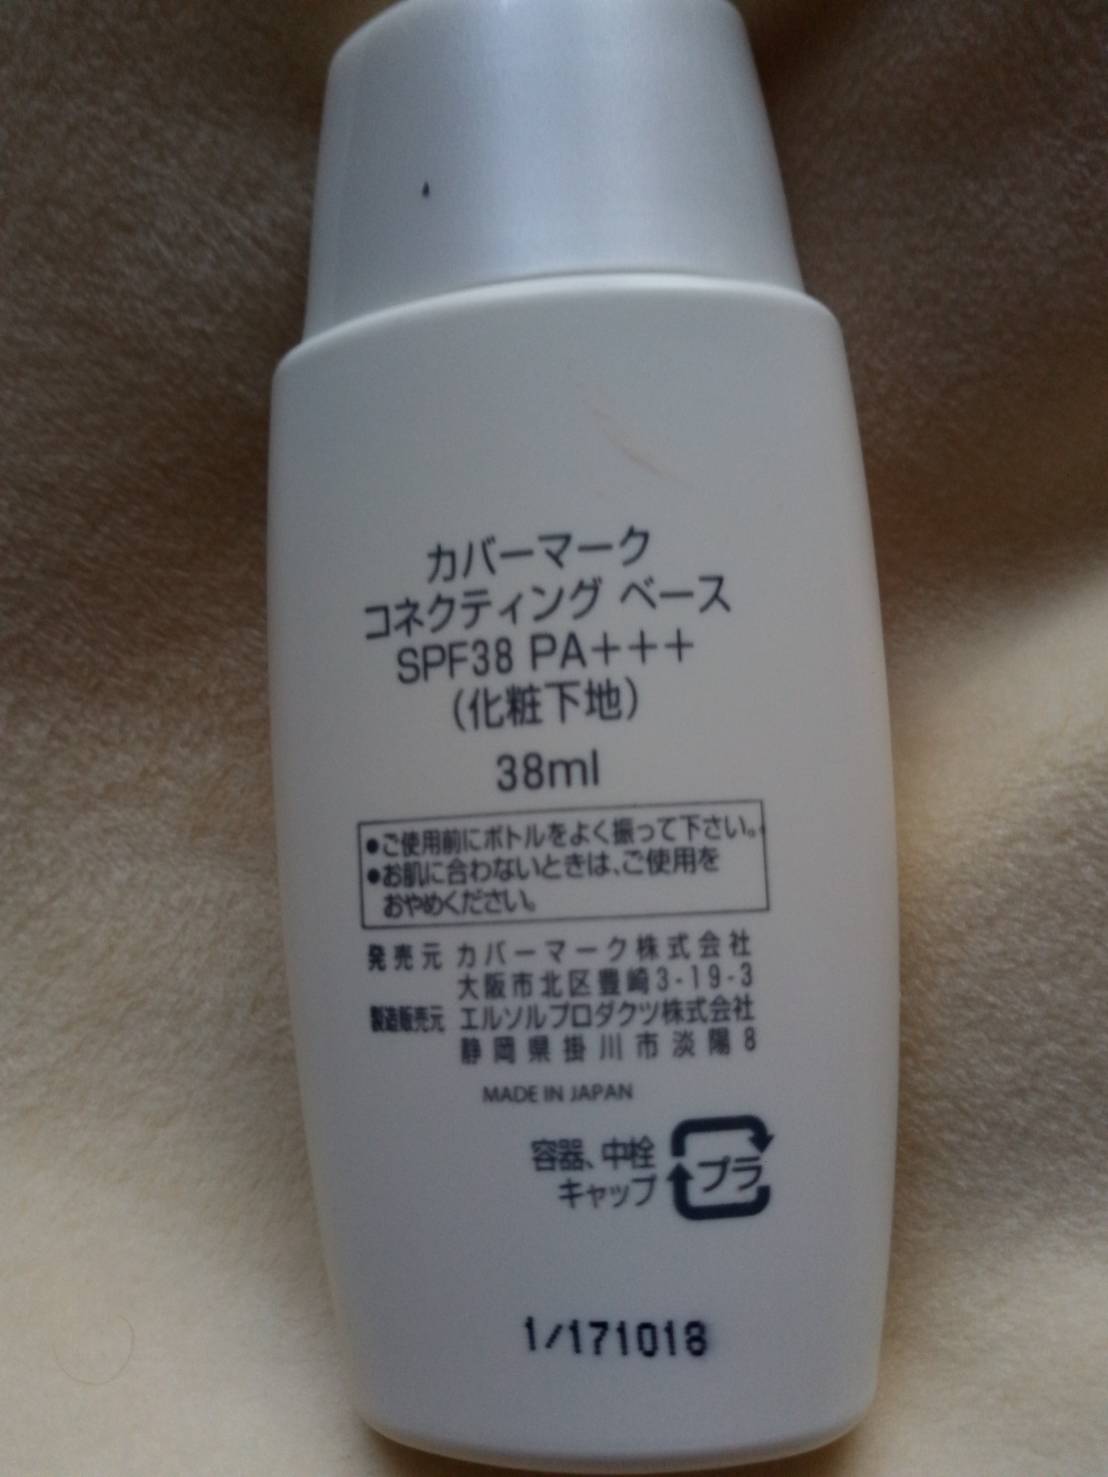 カバーマーク
コネクティング ベース
SPF38 PA+++
(化粧下地)
38ml
●ご使用前にボトルをよく振って下さい。
●お肌に合わないときは、ご使用を
おやめください。
発売元 カバーマーク株式会社
大阪市北区豊崎3-19-3
製造販売元 エルソルプロダクツ株式会社
静岡県掛川市淡陽8
MADE IN JAPAN
容器、中栓
キャップ
プラ
1/171018